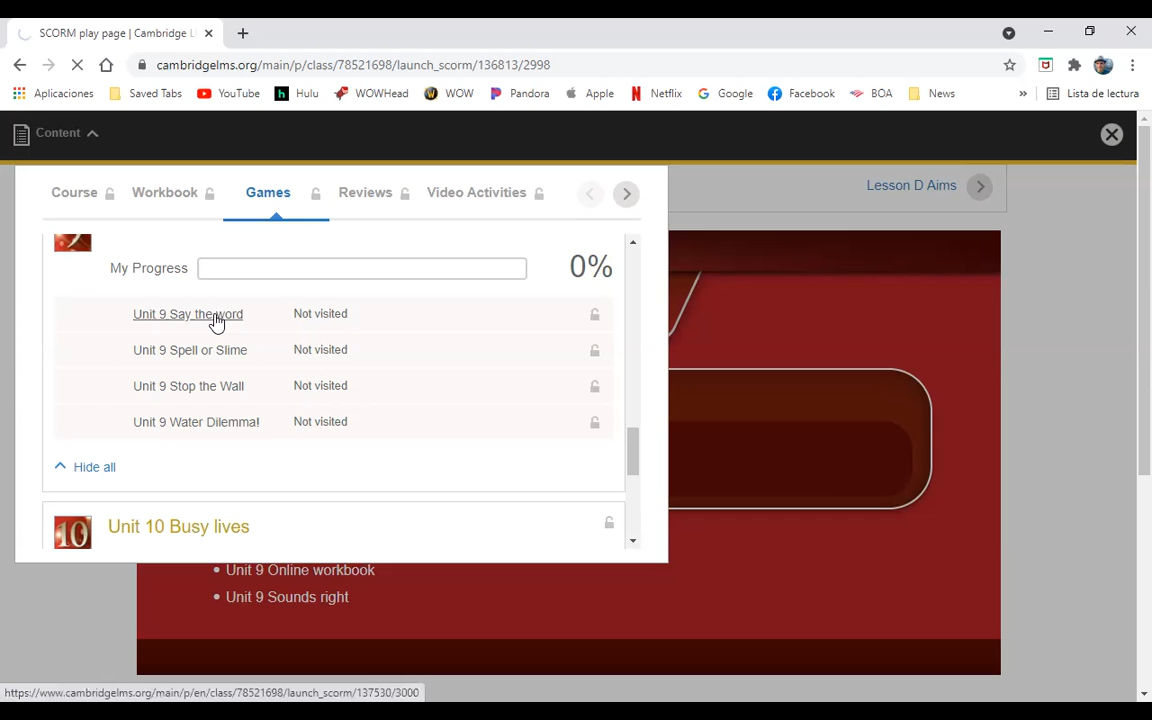 SCORM play page | Cambridge L
cambridgelms.org/main/p/class/78521698/launch_scorm/136813/2998
Aplicaciones Saved Tabs YouTube Hulu WOWHead WOW Pandora Apple Netflix Google Facebook BOA News » Lista de lectura
Content
Course Workbook Games Reviews Video Activities
Lesson D Aims
My Progress 0%
Unit 9 Say the word Not visited
Unit 9 Spell or Slime Not visited
Unit 9 Stop the Wall Not visited
Unit 9 Water Dilemma! Not visited
Hide all
10 Unit 10 Busy lives
• Unit 9 Online workbook
• Unit 9 Sounds right
https://www.cambridgelms.org/main/p/en/class/78521698/launch_scorm/137530/3000